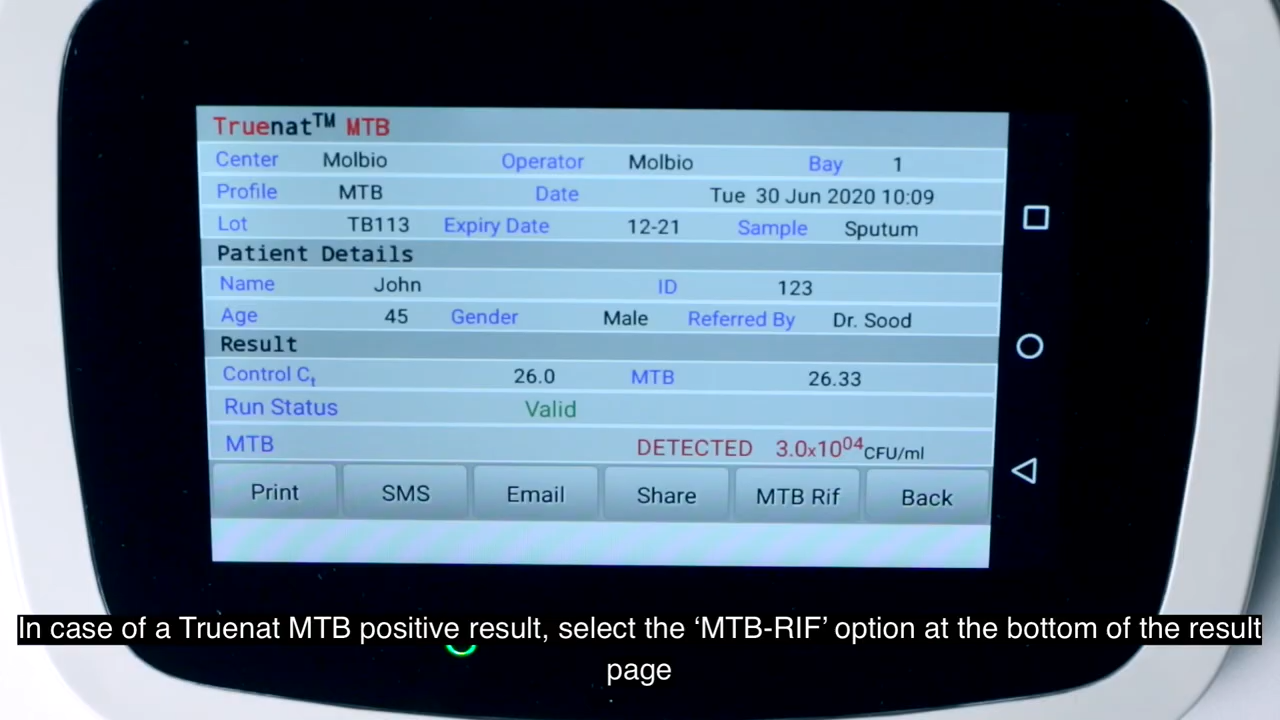 Truenat™ MTB
Center Molbio Operator Molbio Bay 1
Profile MTB Date Tue 30 Jun 2020 10:09
Lot TB113 Expiry Date 12-21 Sample Sputum
Patient Details
Name John ID 123
Age 45 Gender Male Referred By Dr. Sood
Result
Control Ct 26.0 MTB 26.33
Run Status Valid
MTB DETECTED 3.0x10⁰⁴CFU/ml
Print SMS Email Share MTB Rif Back
In case of a Truenat MTB positive result, select the ‘MTB-RIF’ option at the bottom of the result
page